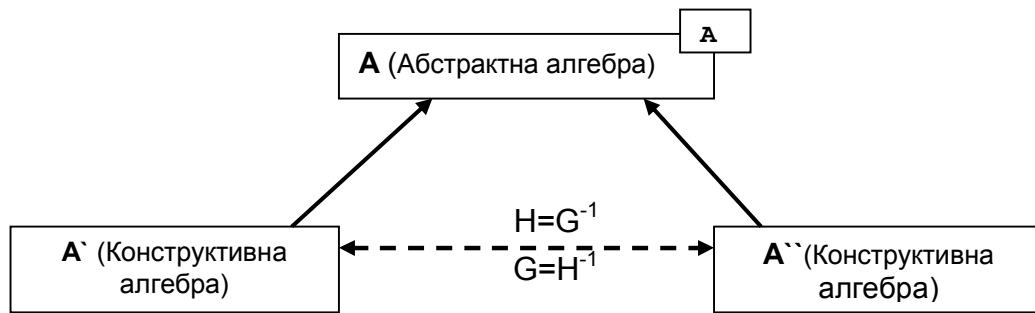 A
A (Абстрактна алгебра)
H=G-1
A` (Конструктивна
алгебра)
G=H-1
A``(Конструктивна
алгебра)